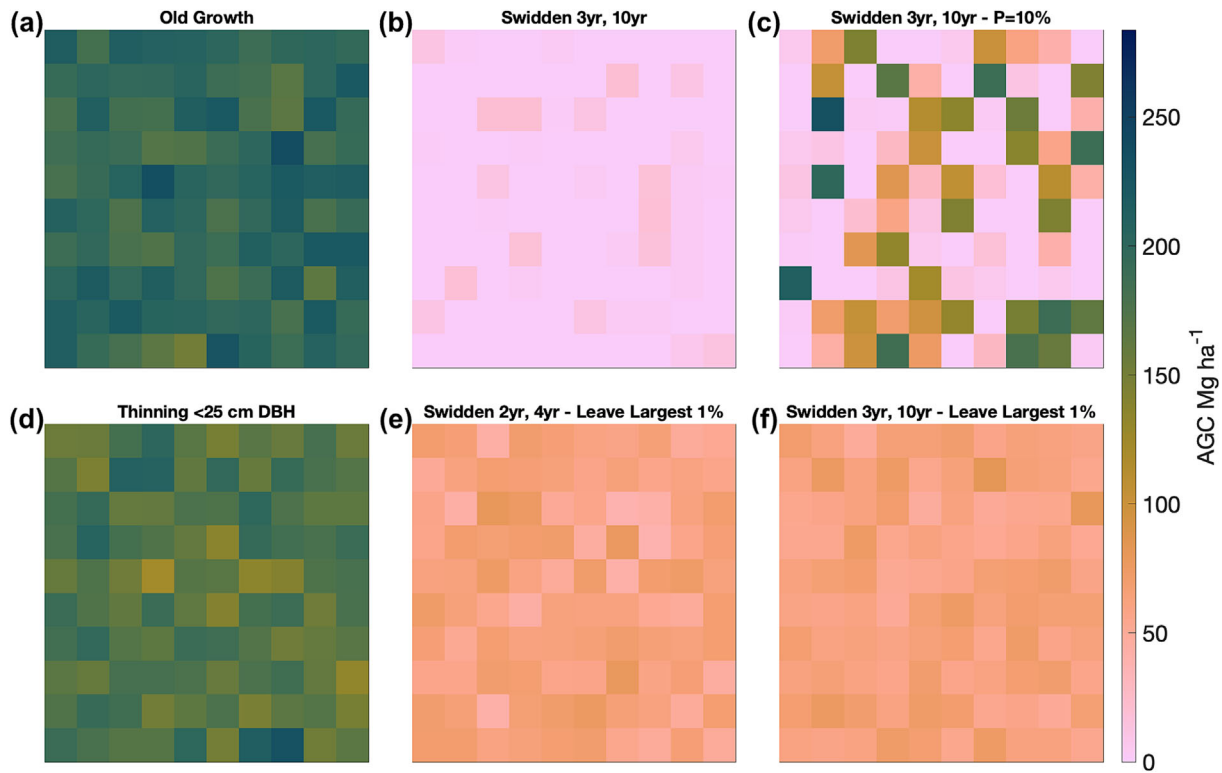 (a) Old Growth
(b) Swidden 3yr, 10yr
(c) Swidden 3yr, 10yr - P=10%
(d) Thinning <25 cm DBH
(e) Swidden 2yr, 4yr - Leave Largest 1%
(f) Swidden 3yr, 10yr - Leave Largest 1%
250
200
150
100
50
0
AGC Mg ha⁻¹